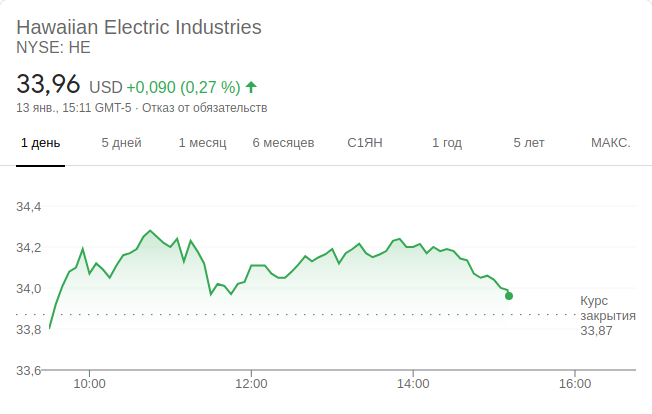 Hawaiian Electric Industries
NYSE: HE
33,96 USD +0,090 (0,27 %)
13 янв., 15:11 GMT-5 · Отказ от обязательств
1 день 5 дней 1 месяц 6 месяцев С1ЯН 1 год 5 лет МАКС.
34,4
34,2
34,0
33,8
33,6
Курс
закрытия
33,87
10:00 12:00 14:00 16:00